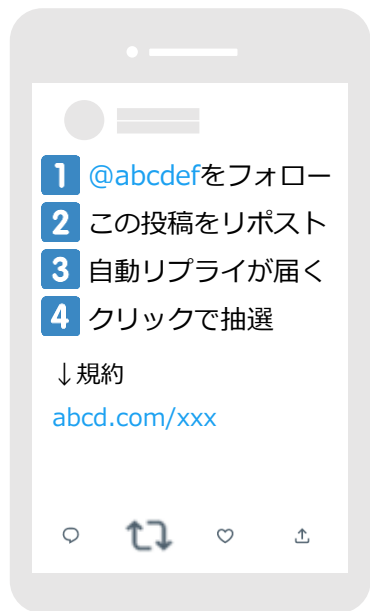 1 @abcdefをフォロー
2 この投稿をリポスト
3 自動リプライが届く
4 クリックで抽選
↓規約
abcd.com/xxx